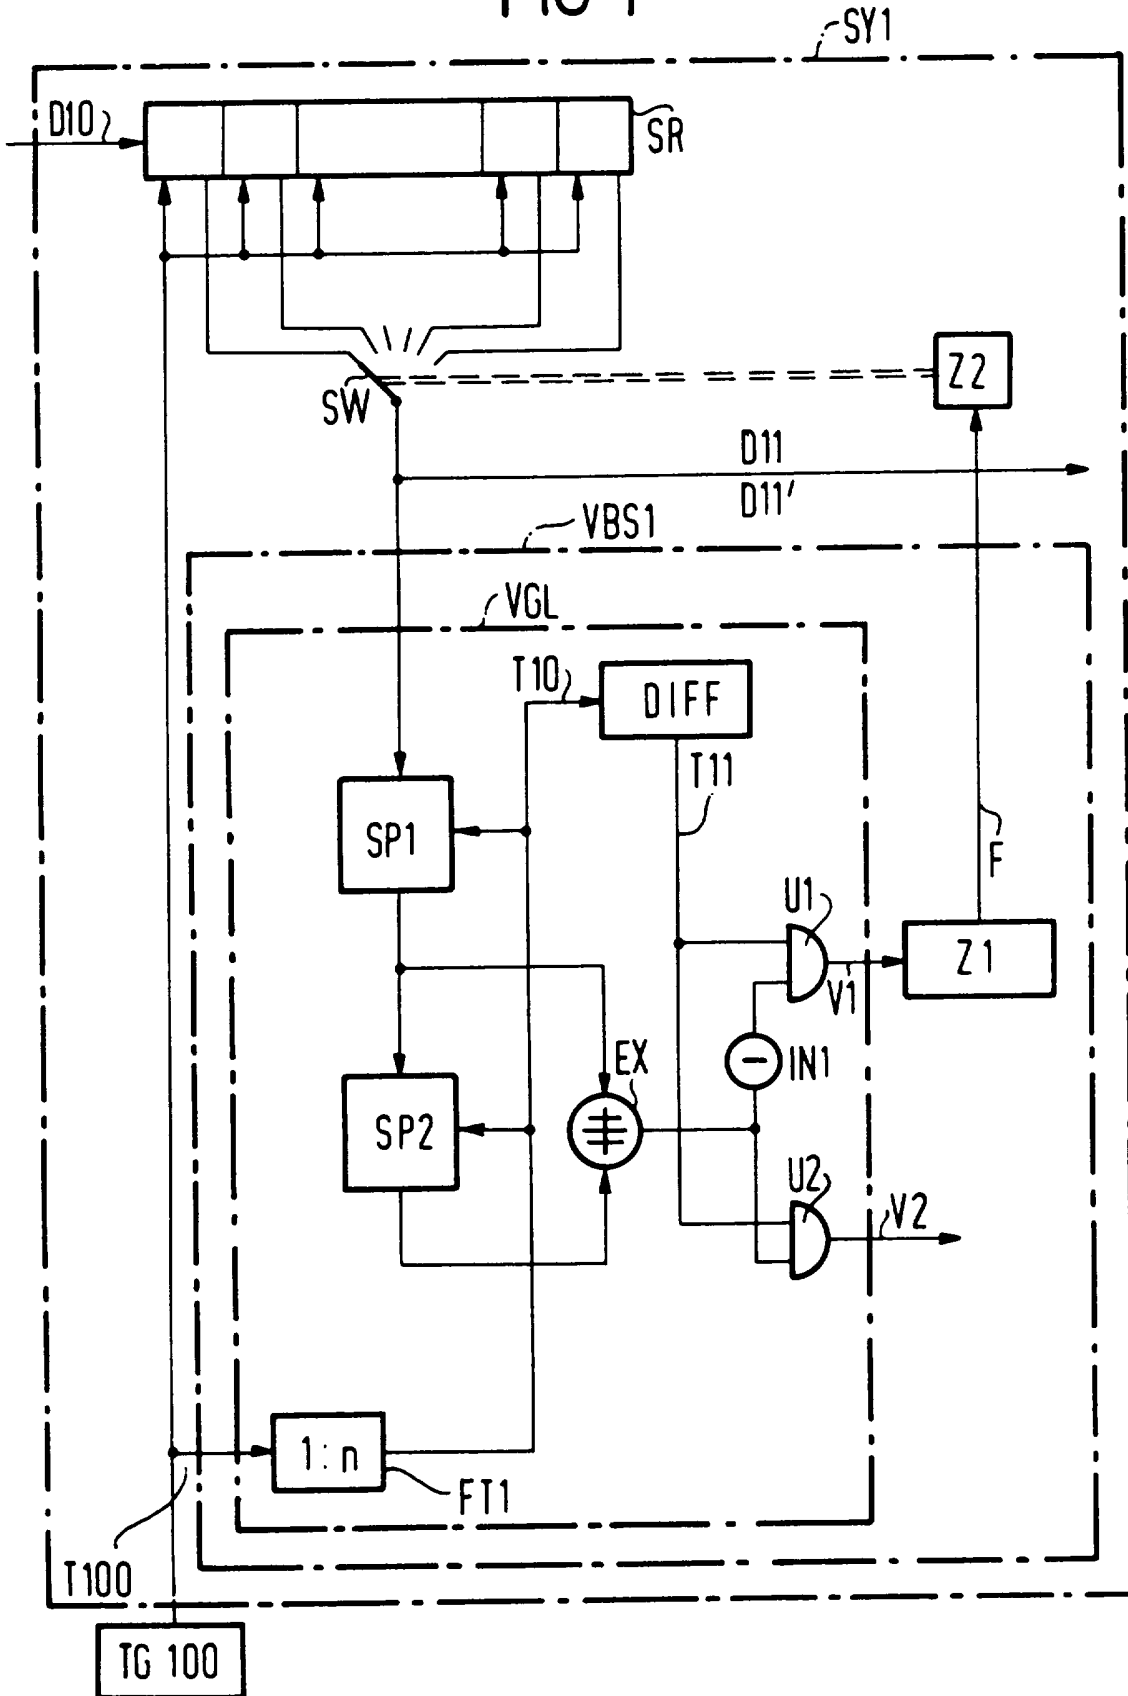 SY1
D10
SR
SW
Z2
D11
D11'
VBS1
VGL
T10
DIFF
T11
SP1
F
U1
Z1
V1
EX
IN1
SP2
U2
V2
1:n
FT1
T100
TG 100